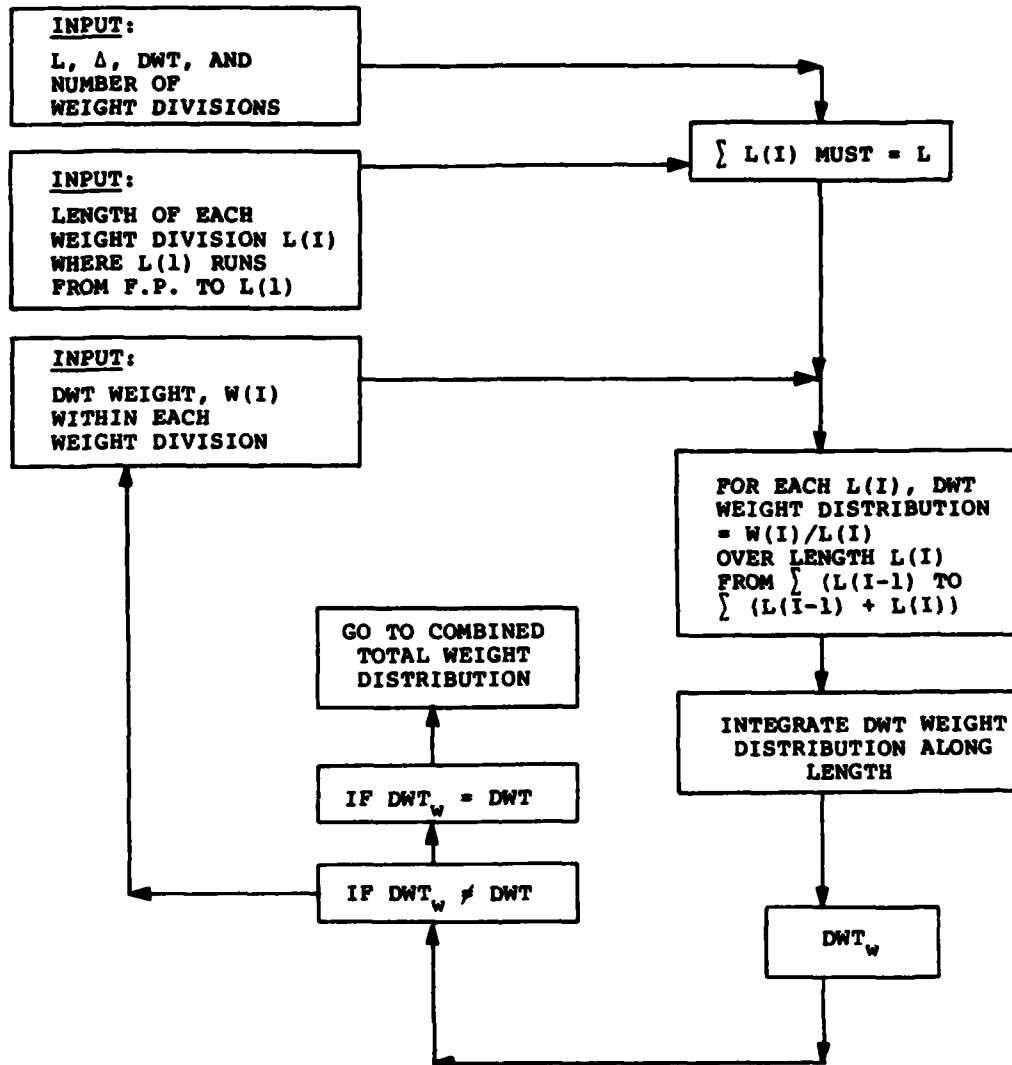 INPUT:
L, Δ, DWT, AND
NUMBER OF
WEIGHT DIVISIONS
∑ L(I) MUST = L
INPUT:
LENGTH OF EACH
WEIGHT DIVISION L(I)
WHERE L(1) RUNS
FROM F.P. TO L(1)
INPUT:
DWT WEIGHT, W(I)
WITHIN EACH
WEIGHT DIVISION
FOR EACH L(I), DWT
WEIGHT DISTRIBUTION
= W(I)/L(I)
OVER LENGTH L(I)
FROM ∑ (L(I-1) TO
∑ (L(I-1) + L(I))
INTEGRATE DWT WEIGHT
DISTRIBUTION ALONG
LENGTH
DWT_w
IF DWT_w ≠ DWT
IF DWT_w = DWT
GO TO COMBINED
TOTAL WEIGHT
DISTRIBUTION